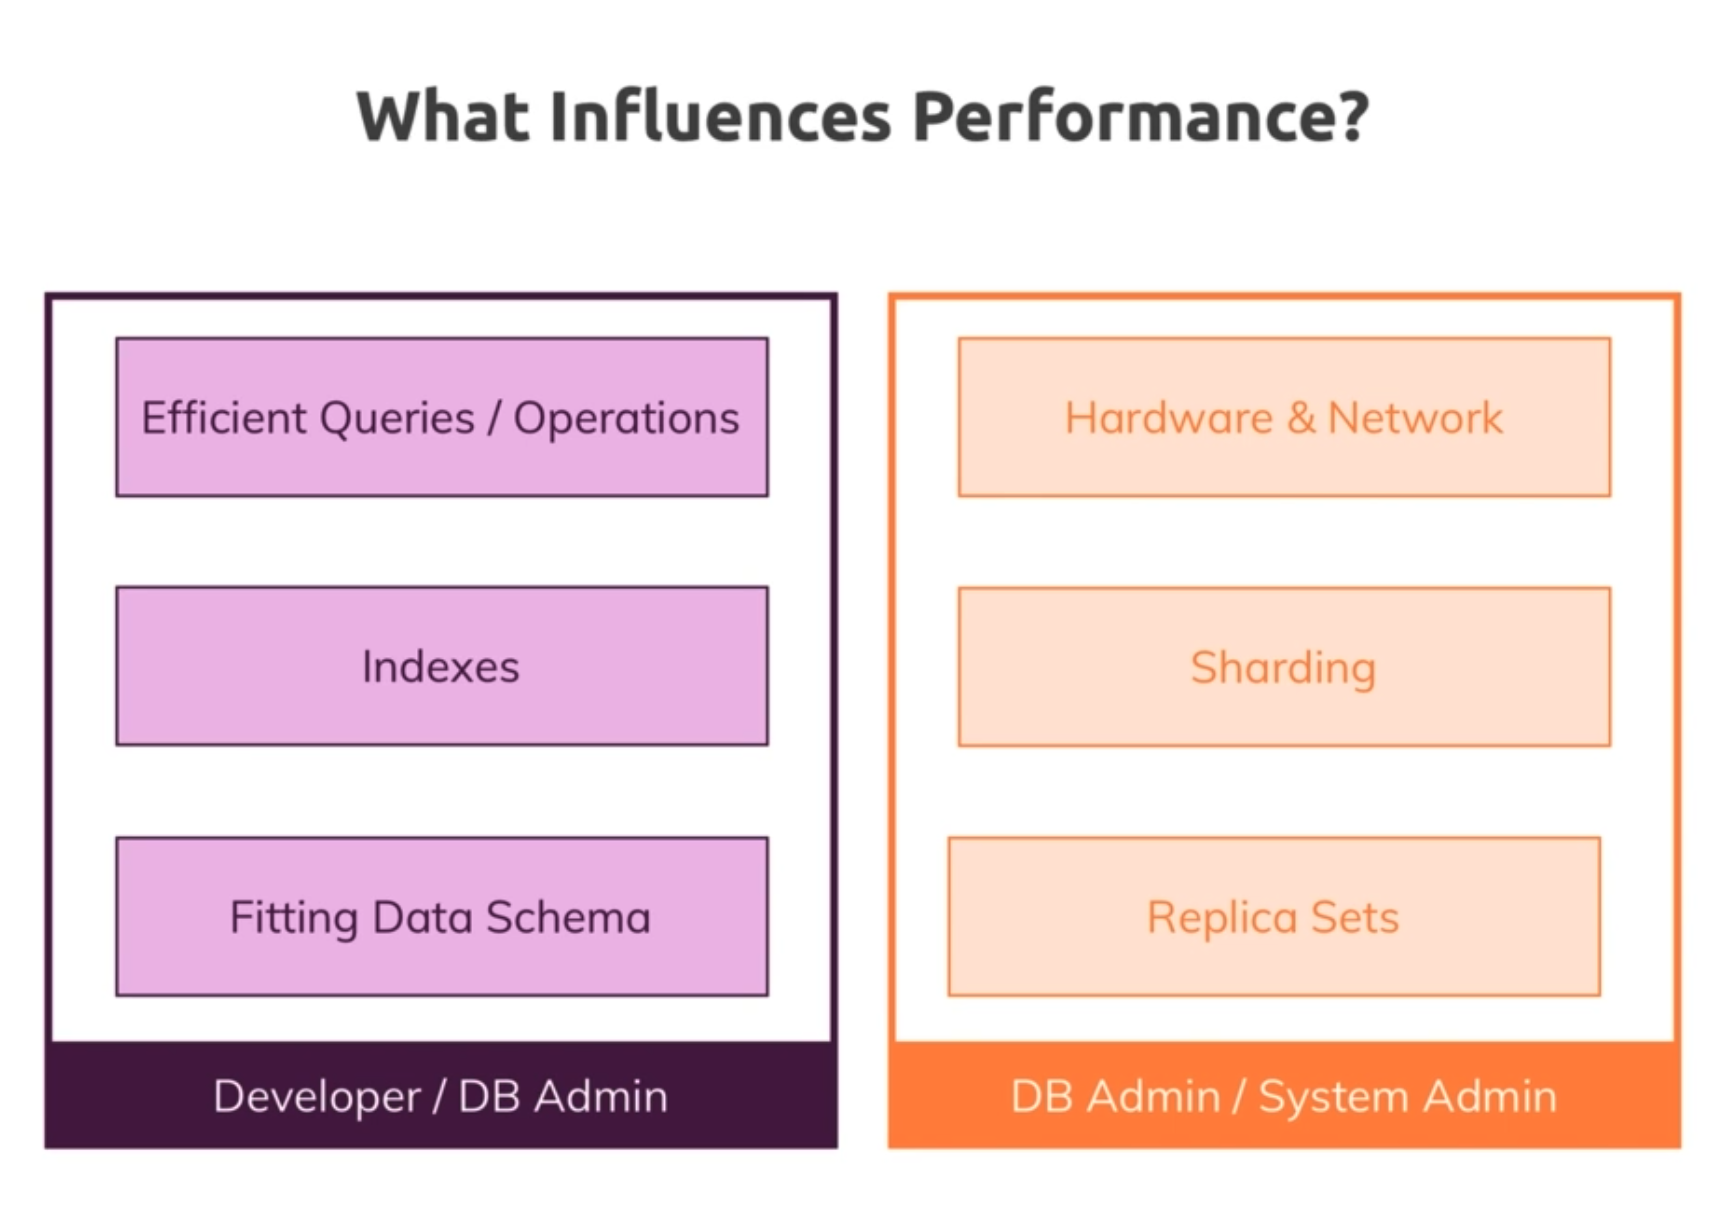 What Influences Performance?
Efficient Queries / Operations
Indexes
Fitting Data Schema
Developer / DB Admin
Hardware & Network
Sharding
Replica Sets
DB Admin / System Admin